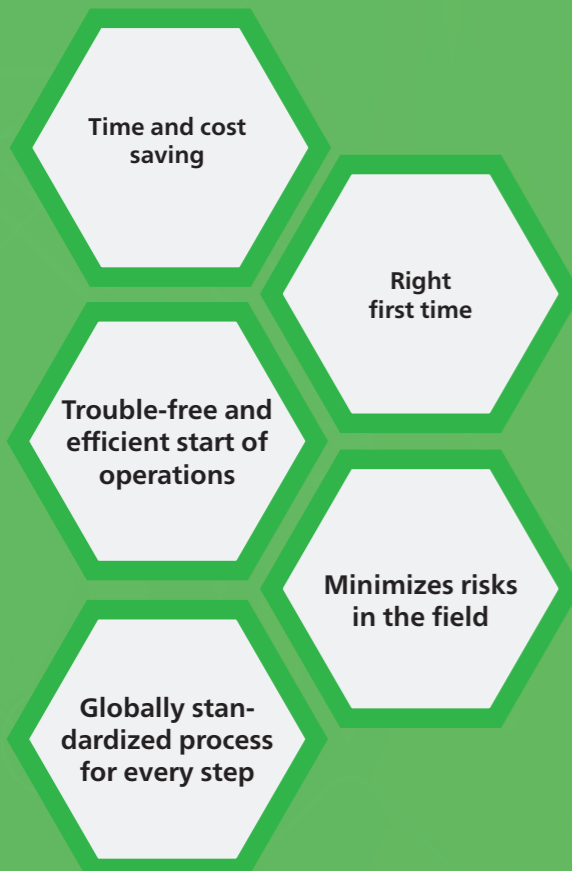 Time and cost
saving
Right
first time
Trouble-free and
efficient start of
operations
Minimizes risks
in the field
Globally stan-
dardized process
for every step